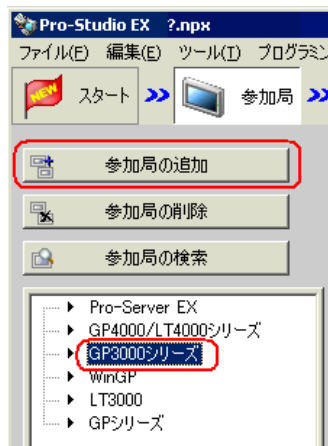 Pro-Studio EX ?.npx
ファイル(F) 編集(E) ツール(T) プログラミン
NEW スタート 参加局
参加局の追加
参加局の削除
参加局の検索
Pro-Server EX
GP4000/LT4000シリーズ
GP3000シリーズ
WinGP
LT3000
GPシリーズ